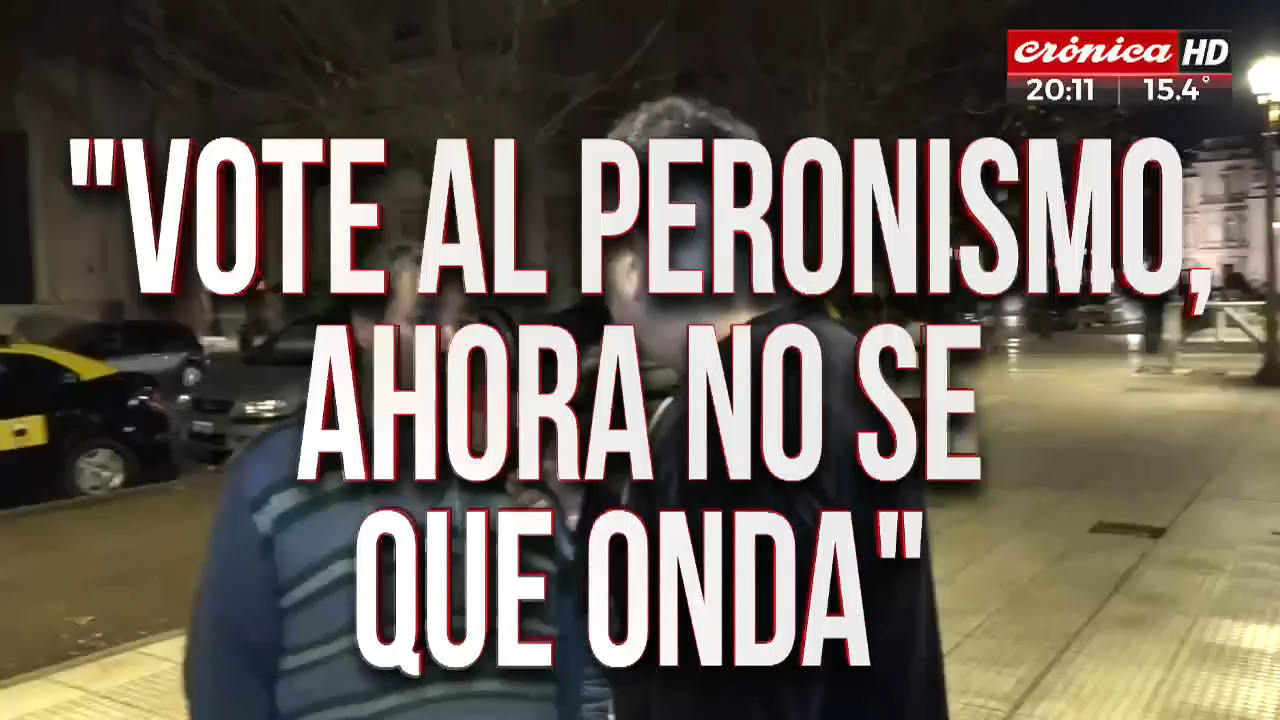 crónica HD
20:11 15.4°
"VOTE AL PERONISMO,
AHORA NO SE
QUE ONDA"